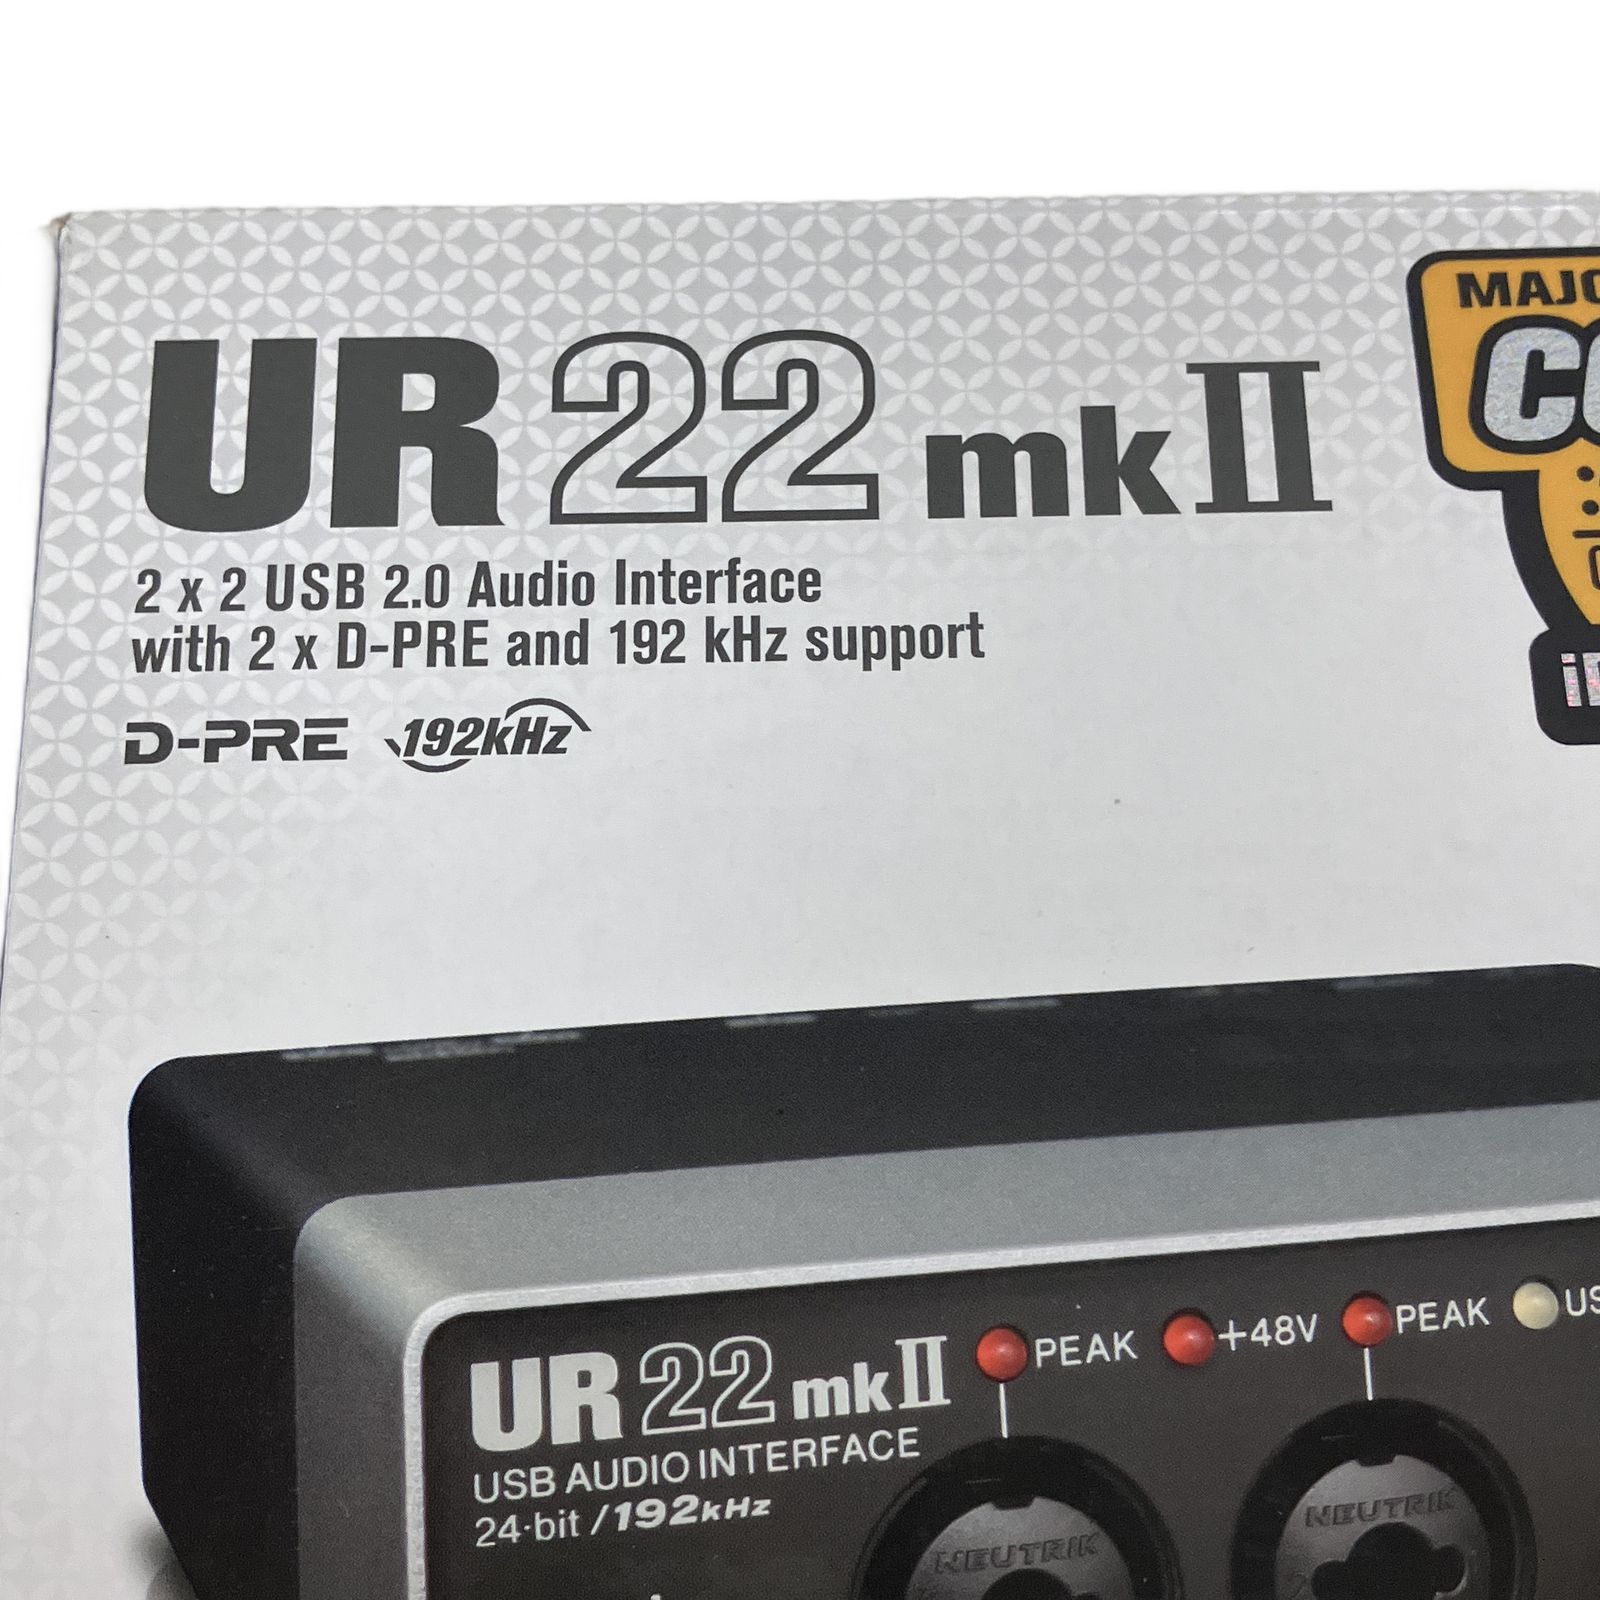 UR22mkII
2 x 2 USB 2.0 Audio Interface
with 2 x D-PRE and 192 kHz support
D-PRE 192kHz
PEAK +48V PEAK
UR22mkII
USB AUDIO INTERFACE
24-bit/192kHz
NEUTRIK NEUTRIK